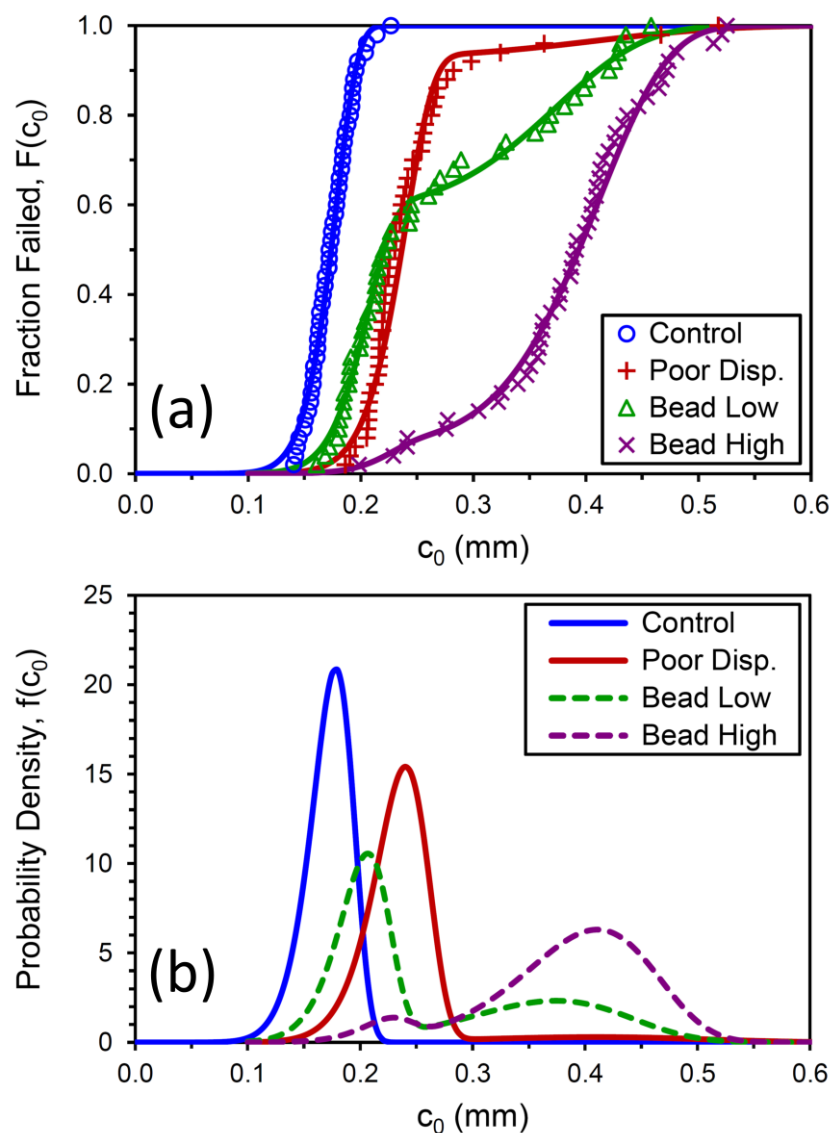 1.0
0.8
0.6
0.4
0.2
0.0
Fraction Failed, F(c₀)
(a)
Control
Poor Disp.
Bead Low
Bead High
0.0 0.1 0.2 0.3 0.4 0.5 0.6
c₀ (mm)
25
20
15
10
5
0
Probability Density, f(c₀)
(b)
Control
Poor Disp.
Bead Low
Bead High
0.0 0.1 0.2 0.3 0.4 0.5 0.6
c₀ (mm)